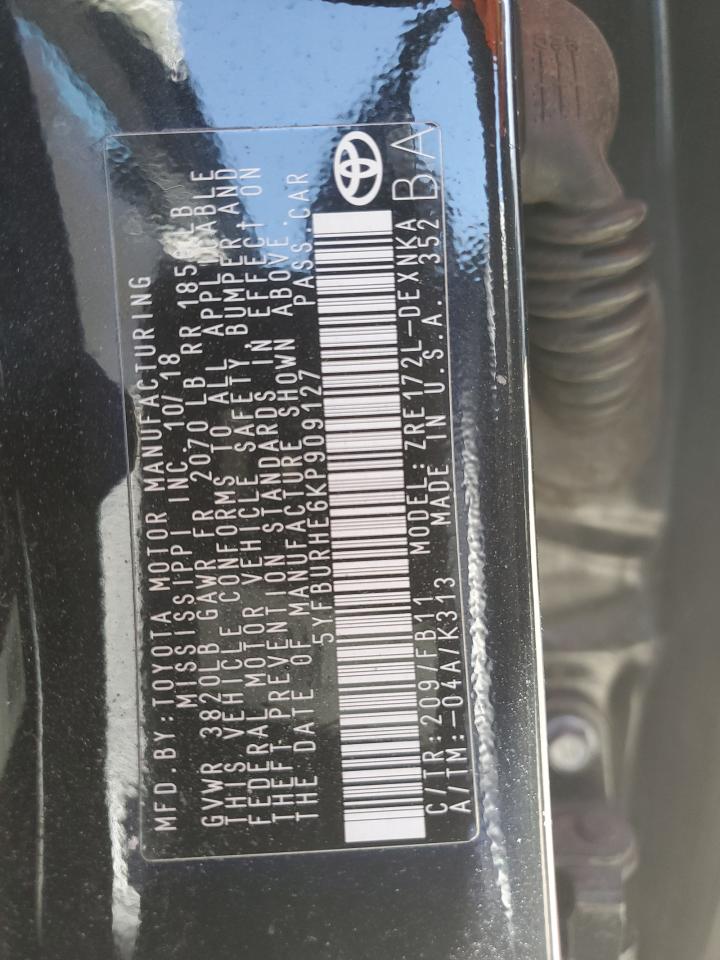 MFD.BY:TOYOTA MOTOR MANUFACTURING
MISSISSIPPI INC. 10/18
GVWR 3820LB GAWR FR 2070 LB RR LB
THIS VEHICLE CONFORMS TO ALL APPLICABLE
FEDERAL MOTOR VEHICLE SAFETY, BUMPER AND
THEFT PREVENTION STANDARDS IN EFFECT ON
THE DATE OF MANUFACTURE SHOWN ABOVE.
5YFBURHE6KP909127 PASS.CAR
C/TR:209/FB11 MODEL:ZRE172L-DEXNKA
A/TM:-04A/K313 MADE IN U.S.A. 352 BA